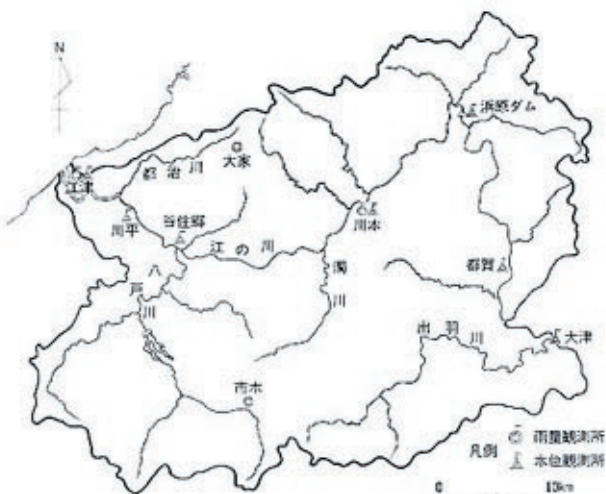 N
浜原ダム
都治川
大家
江津
川平
谷住郷
川本
江の川
八戸川
濁川
都賀
出羽川
大津
市木
凡例
雨量観測所
水位観測所
0 10km